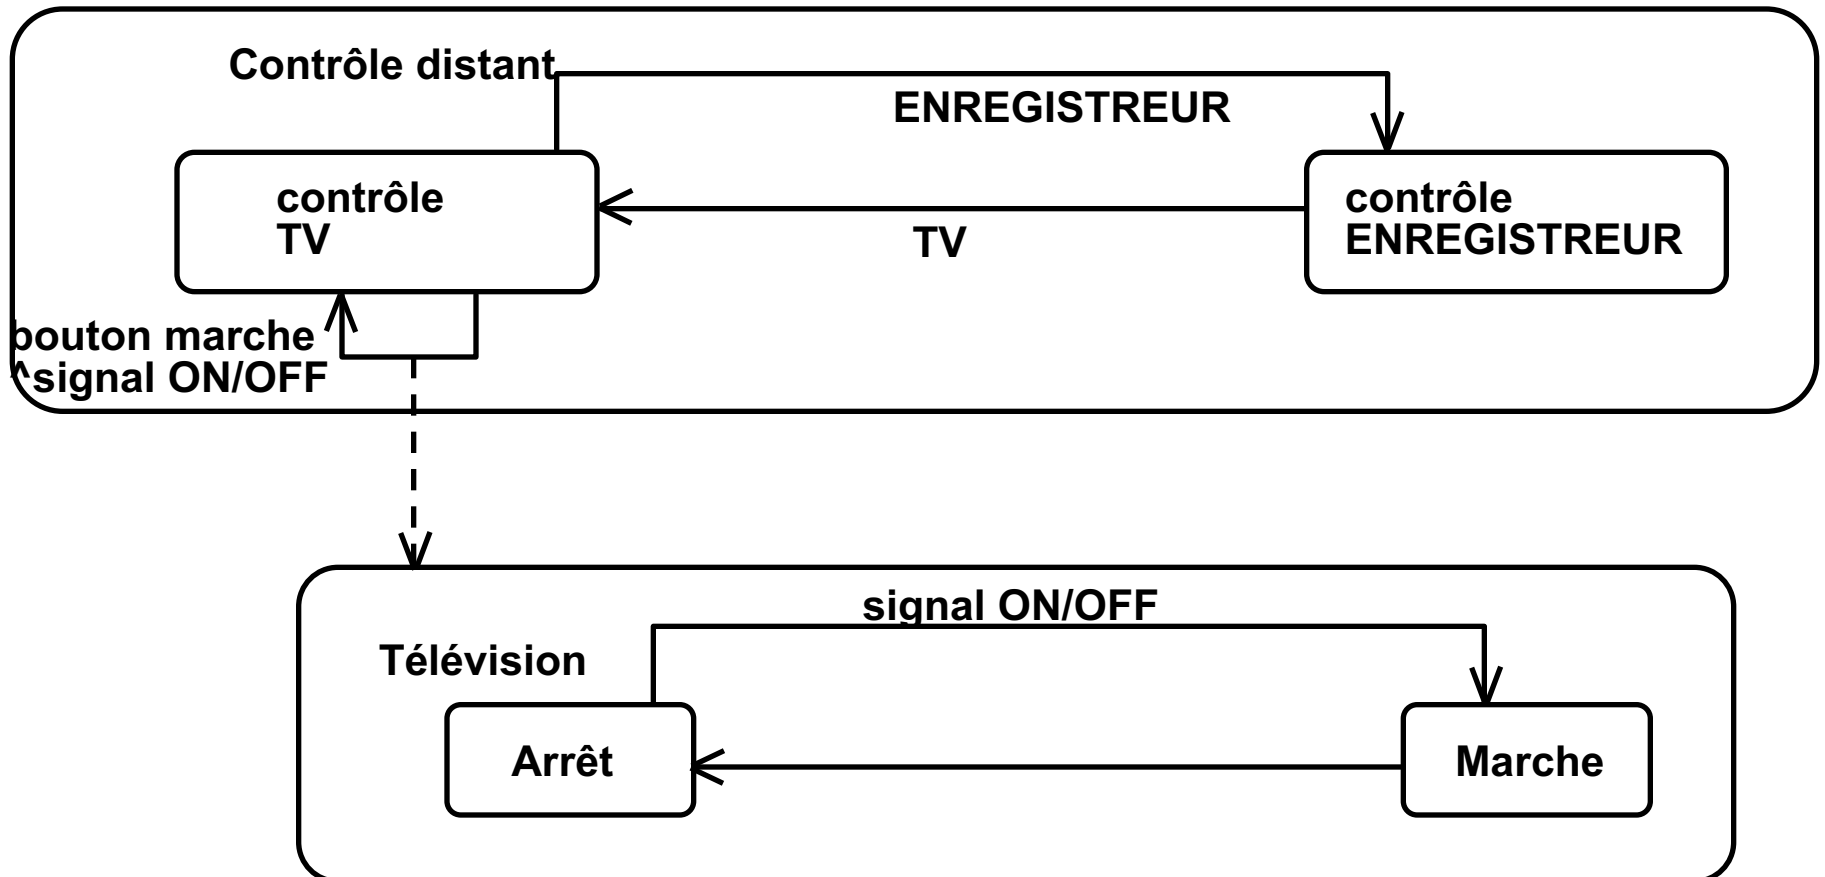 Contrôle distant
ENREGISTREUR
contrôle
TV
TV
contrôle
ENREGISTREUR
bouton marche
^signal ON/OFF
signal ON/OFF
Télévision
Arrêt
Marche